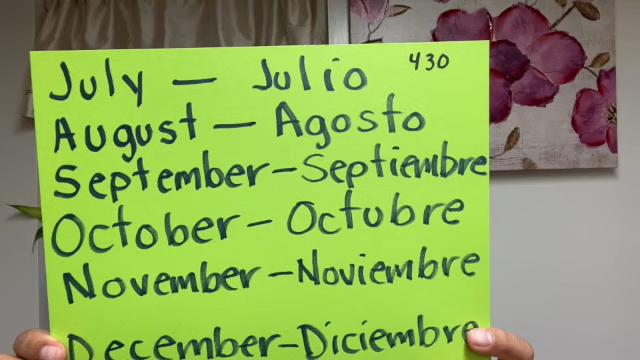 July — Julio 430
August — Agosto
September - Septiembre
October - Octubre
November - Noviembre
December - Diciembre